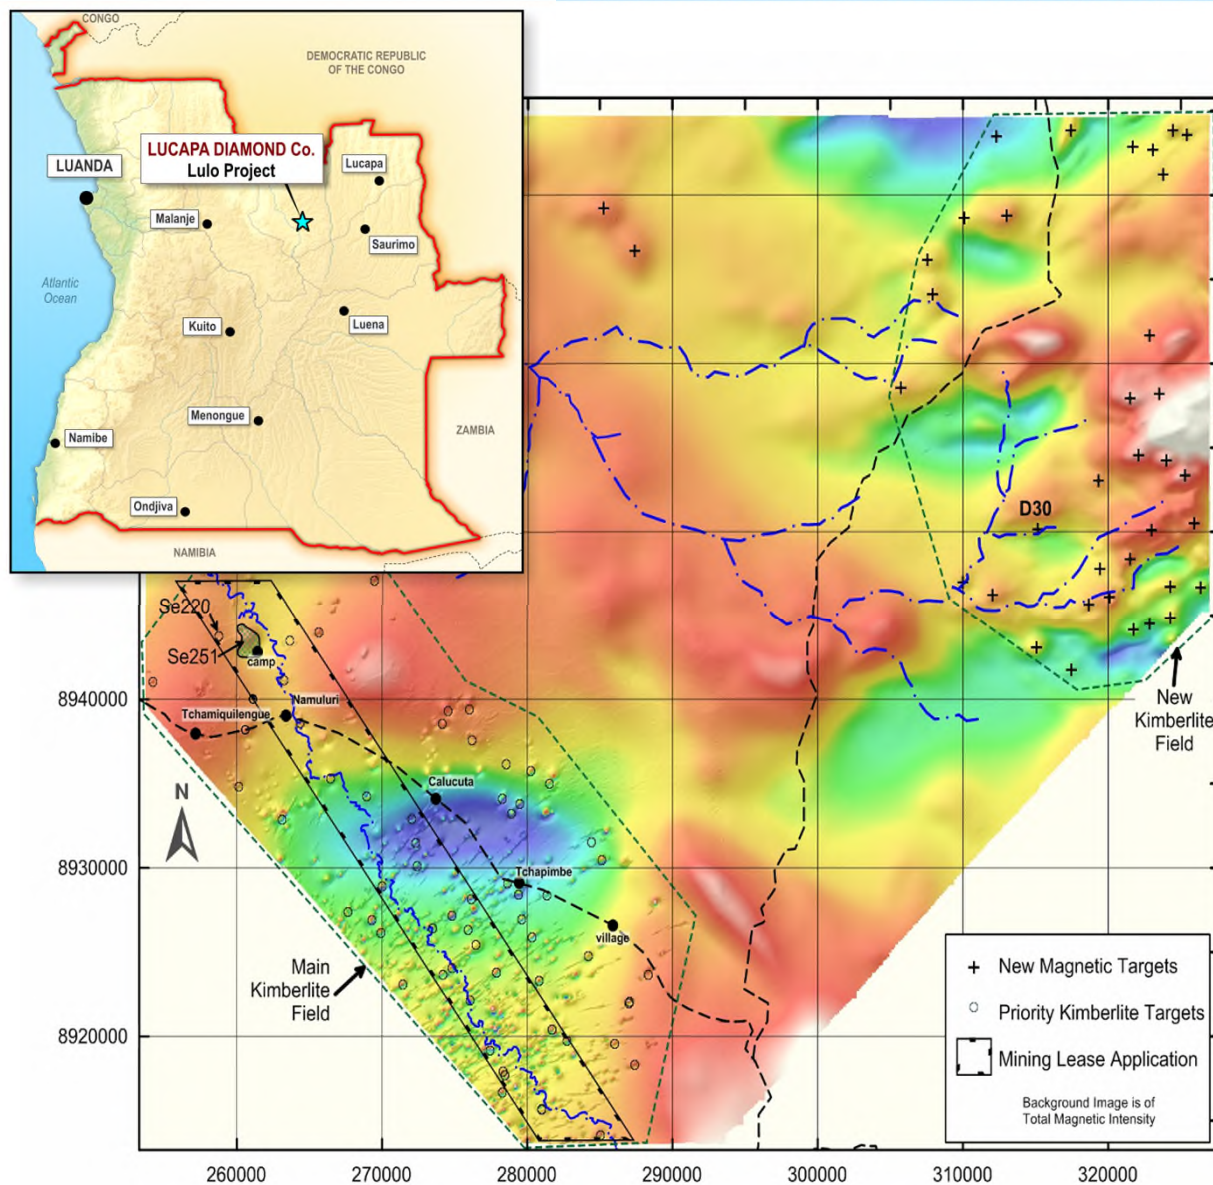 CONGO
DEMOCRATIC REPUBLIC
OF THE CONGO
LUCAPA DIAMOND Co.
Lulo Project
LUANDA
Lucapa
Malanje
Saurimo
Atlantic
Ocean
Kuito
Luena
Menongue
Namibe
ZAMBIA
Ondjiva
NAMIBIA
D30
Se220
Se251
camp
Namuluri
Tchamiquilengue
New
Kimberlite
Field
N
Calucuta
Tchapimbe
village
Main
Kimberlite
Field
8940000
8930000
8920000
260000
270000
280000
290000
300000
310000
320000
New Magnetic Targets
Priority Kimberlite Targets
Mining Lease Application
Background Image is of
Total Magnetic Intensity